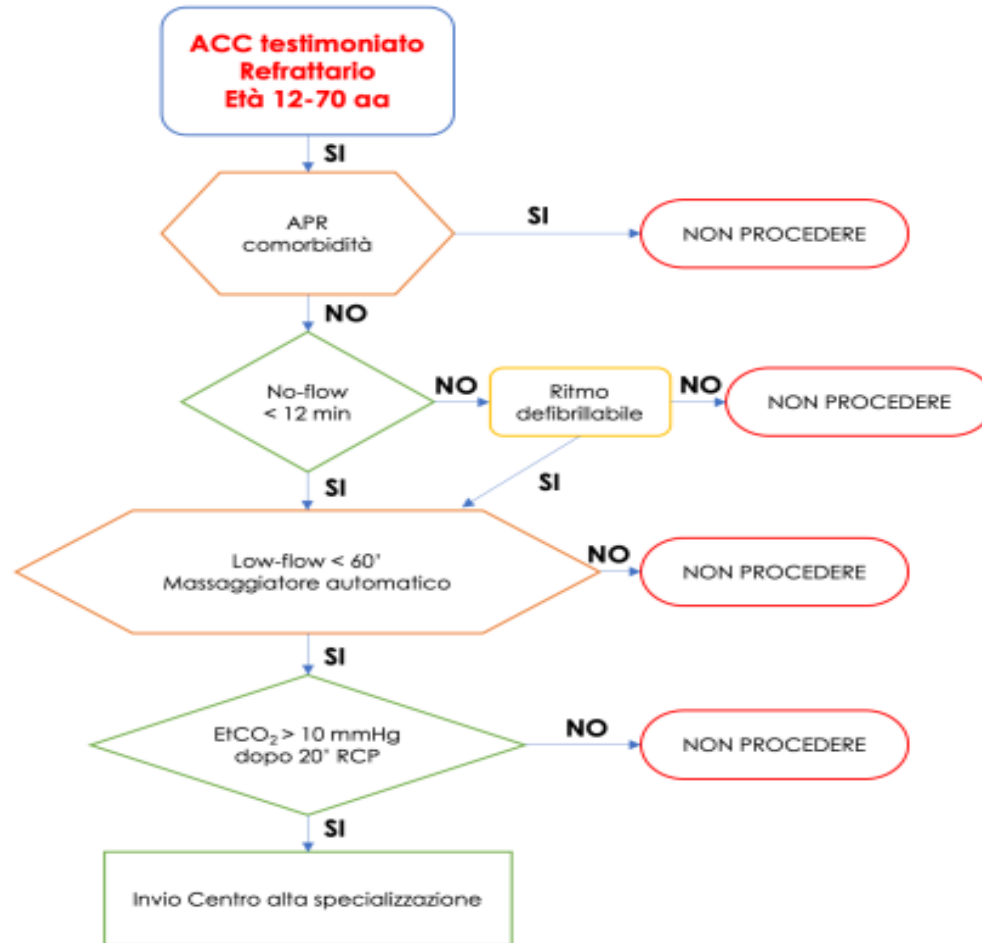 ACC testimoniato
Refrattario
Età 12-70 aa
SI
APR
comorbidità
SI
NON PROCEDERE
NO
No-flow
< 12 min
NO
Ritmo
defibrillabile
NO
NON PROCEDERE
SI
SI
Low-flow < 60'
Massaggiatore automatico
NO
NON PROCEDERE
SI
EtCO₂ > 10 mmHg
dopo 20' RCP
NO
NON PROCEDERE
SI
Invio Centro alta specializzazione